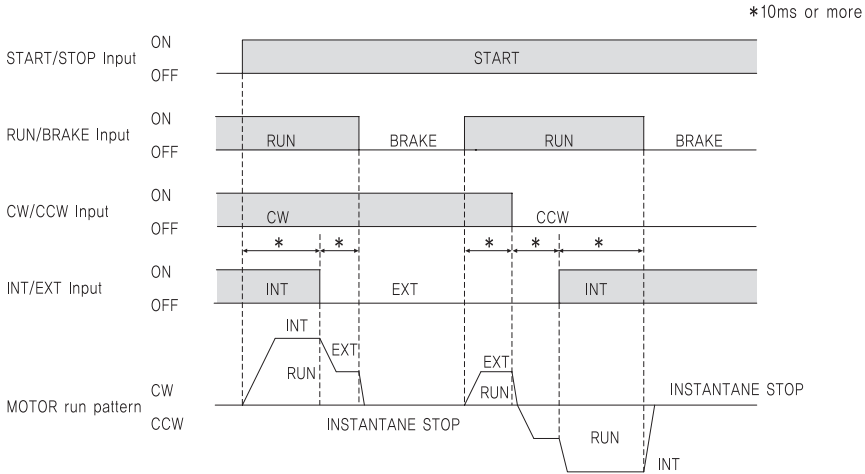 *10ms or more
START/STOP Input
ON
OFF
START
RUN/BRAKE Input
ON
OFF
RUN
BRAKE
RUN
BRAKE
CW/CCW Input
ON
OFF
CW
CCW
* * * * *
INT/EXT Input
ON
OFF
INT
EXT
INT
MOTOR run pattern
CW
CCW
INT
RUN
EXT
INSTANTANE STOP
EXT
RUN
RUN
INT
INSTANTANE STOP